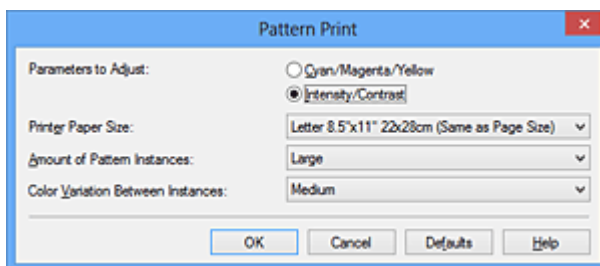 Pattern Print
Parameters to Adjust:
Cyan/Magenta/Yellow
Intensity/Contrast
Printer Paper Size:
Letter 8.5"x11" 22x28cm (Same as Page Size)
Amount of Pattern Instances:
Large
Color Variation Between Instances:
Medium
OK Cancel Defaults Help